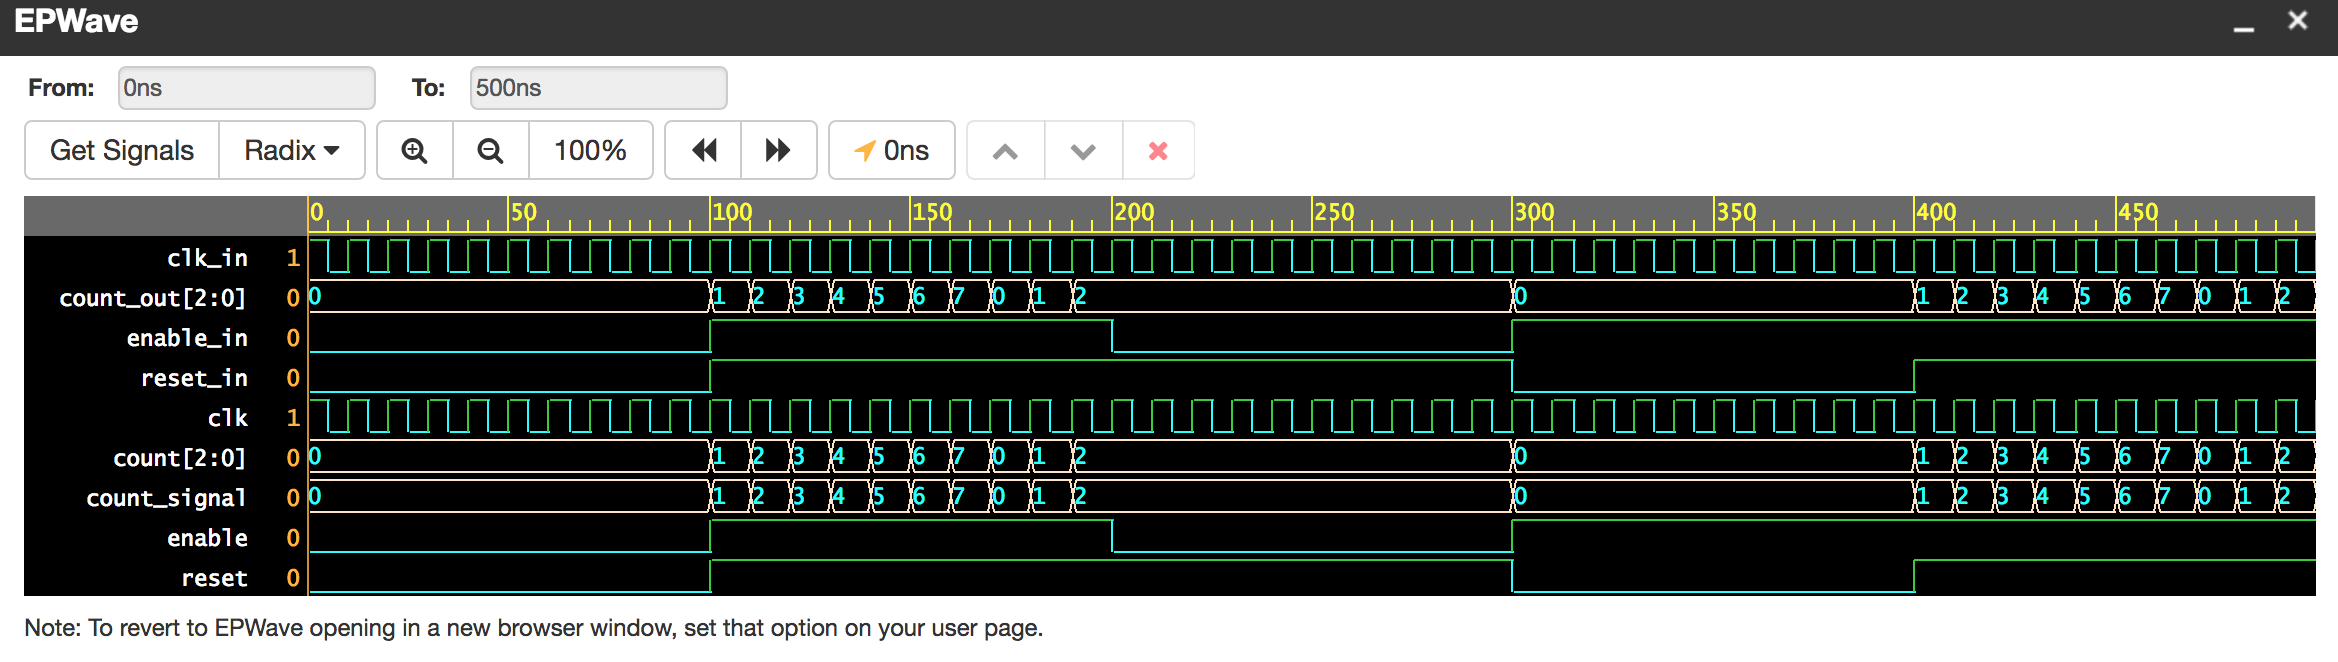 EPWave
From: 0ns To: 500ns
Get Signals Radix 100% 0ns
0 50 100 150 200 250 300 350 400 450
clk_in 1
count_out[2:0] 0 0 1 2 3 4 5 6 7 0 1 2 0 1 2 3 4 5 6 7 0 1 2
enable_in 0
reset_in 0
clk 1
count[2:0] 0 0 1 2 3 4 5 6 7 0 1 2 0 1 2 3 4 5 6 7 0 1 2
count_signal 0 0 1 2 3 4 5 6 7 0 1 2 0 1 2 3 4 5 6 7 0 1 2
enable 0
reset 0
Note: To revert to EPWave opening in a new browser window, set that option on your user page.